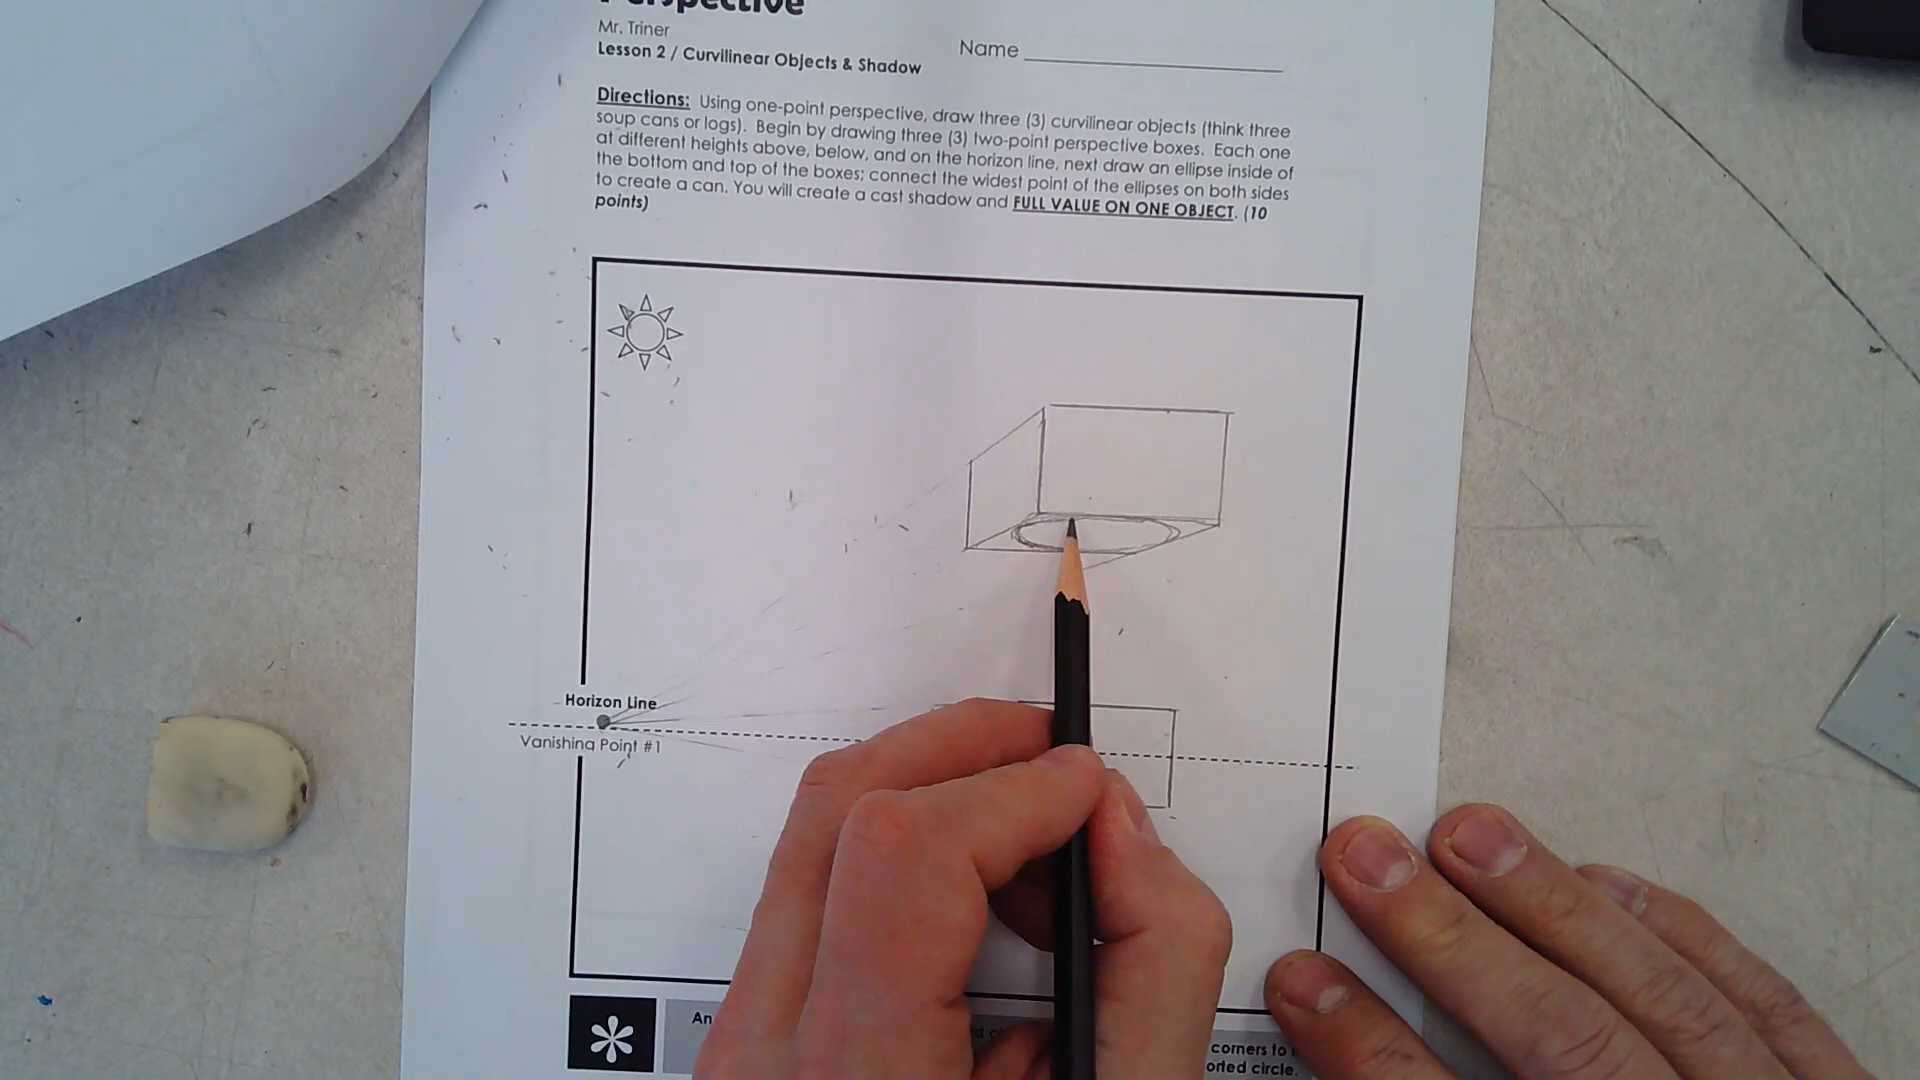 Perspective
Mr. Triner
Name
Lesson 2 / Curvilinear Objects & Shadow
Directions: Using one-point perspective, draw three (3) curvilinear objects (think three
soup cans or logs). Begin by drawing three (3) two-point perspective boxes. Each one
at different heights above, below, and on the horizon line, next draw an ellipse inside of
the bottom and top of the boxes; connect the widest point of the ellipses on both sides
to create a can. You will create a cast shadow and FULL VALUE ON ONE OBJECT. (10
points)
Horizon Line
Vanishing Point #1
An
corners to
orted circle.